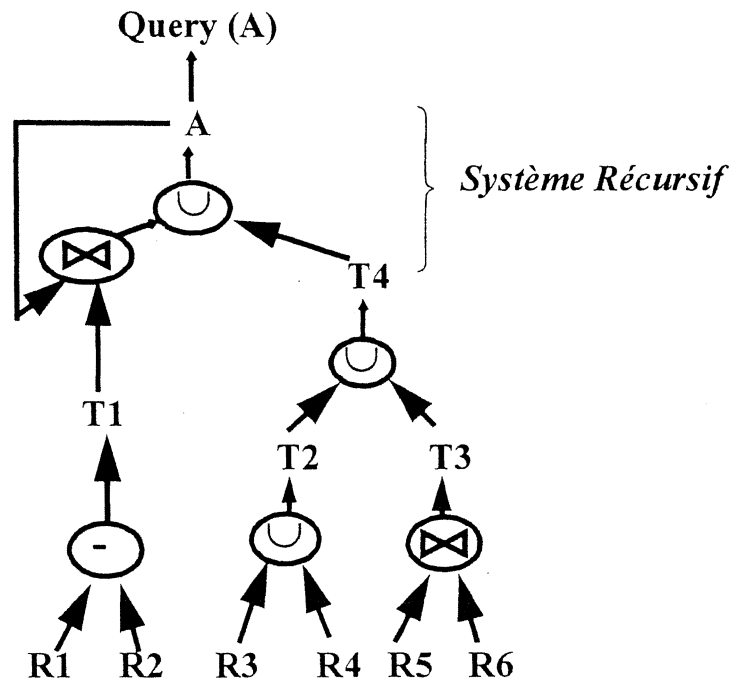 Query (A)
A
∪
Système Récursif
⋈
T4
∪
T1
T2
T3
-
∪
⋈
R1 R2 R3 R4 R5 R6